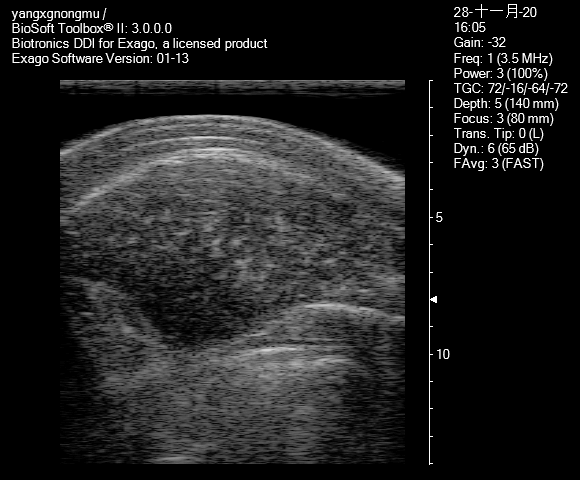 yangxgnongmu /
BioSoft Toolbox® II: 3.0.0.0
Biotronics DDI for Exago, a licensed product
Exago Software Version: 01-13
28-十一月-20
16:05
Gain: -32
Freq: 1 (3.5 MHz)
Power: 3 (100%)
TGC: 72/-16/-64/-72
Depth: 5 (140 mm)
Focus: 3 (80 mm)
Trans. Tip: 0 (L)
Dyn.: 6 (65 dB)
FAvg: 3 (FAST)
5
10